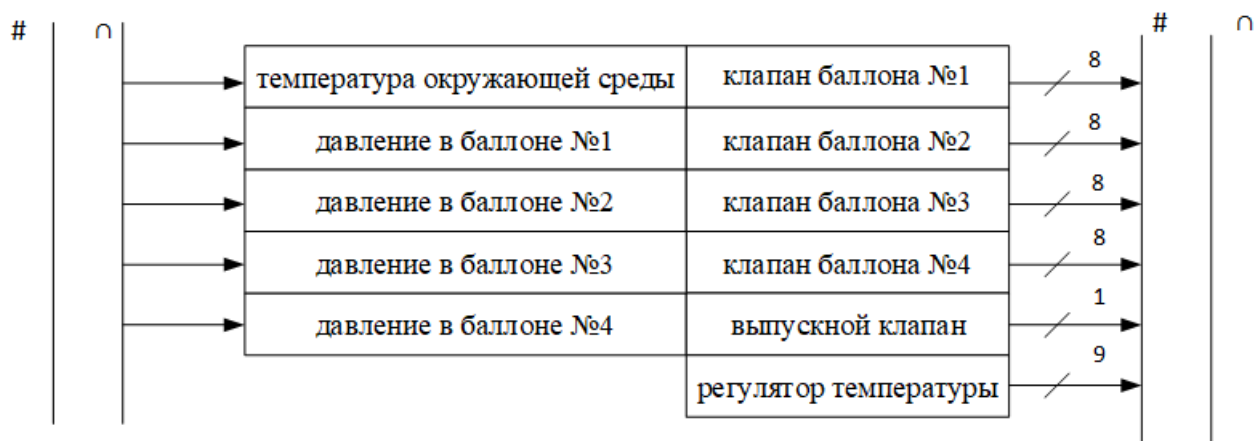 # ∩ # ∩
температура окружающей среды клапан баллона №1 8
давление в баллоне №1 клапан баллона №2 8
давление в баллоне №2 клапан баллона №3 8
давление в баллоне №3 клапан баллона №4 8
давление в баллоне №4 выпускной клапан 1
регулятор температуры 9